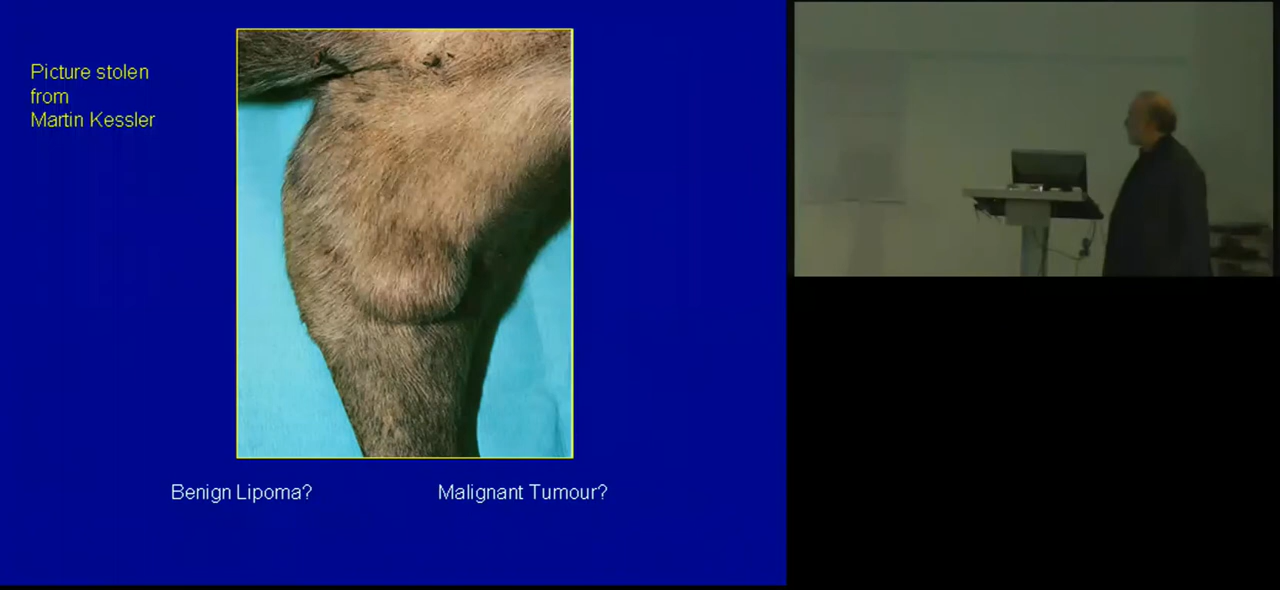 Picture stolen
from
Martin Kessler
Benign Lipoma?
Malignant Tumour?